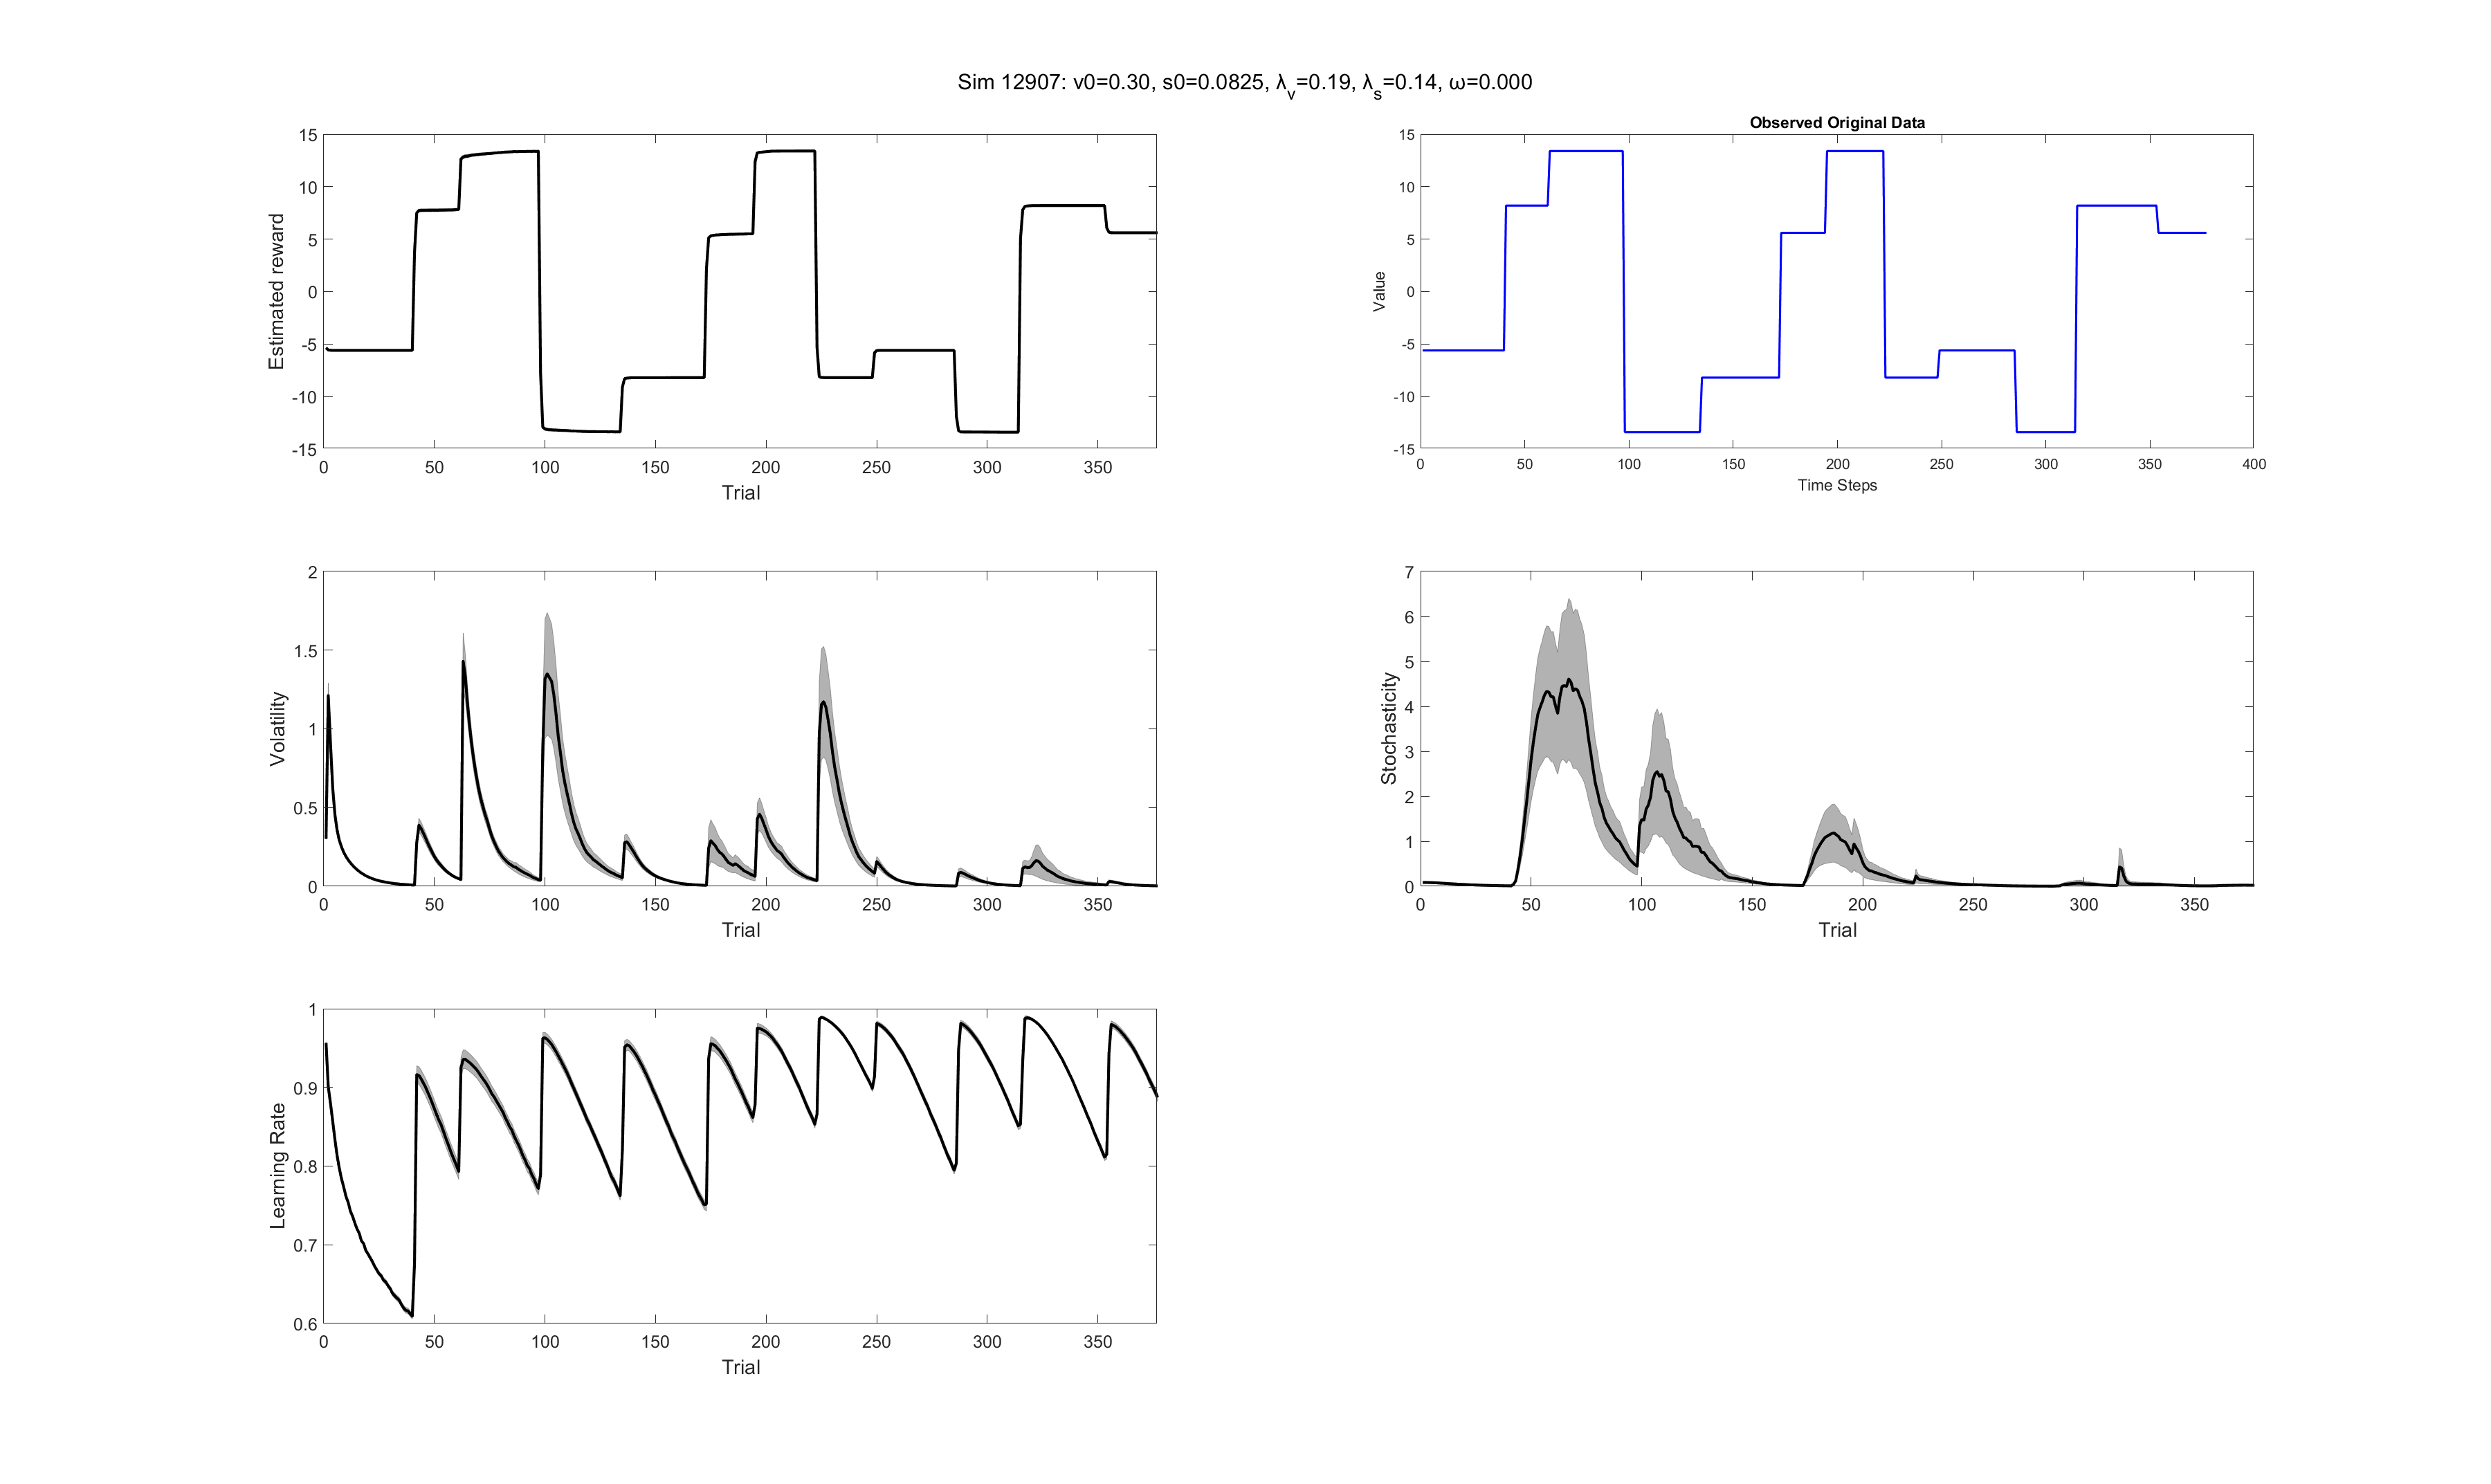 Sim 12907: v0=0.30, s0=0.0825, λv=0.19, λs=0.14, ω=0.000
15
10
5
0
-5
-10
-15
0 50 100 150 200 250 300 350
Trial
Estimated reward
Observed Original Data
15
10
5
0
-5
-10
-15
0 50 100 150 200 250 300 350 400
Time Steps
Value
2
1.5
1
0.5
0
0 50 100 150 200 250 300 350
Trial
Volatility
7
6
5
4
3
2
1
0
0 50 100 150 200 250 300 350
Trial
Stochasticity
1
0.9
0.8
0.7
0.6
0 50 100 150 200 250 300 350
Trial
Learning Rate